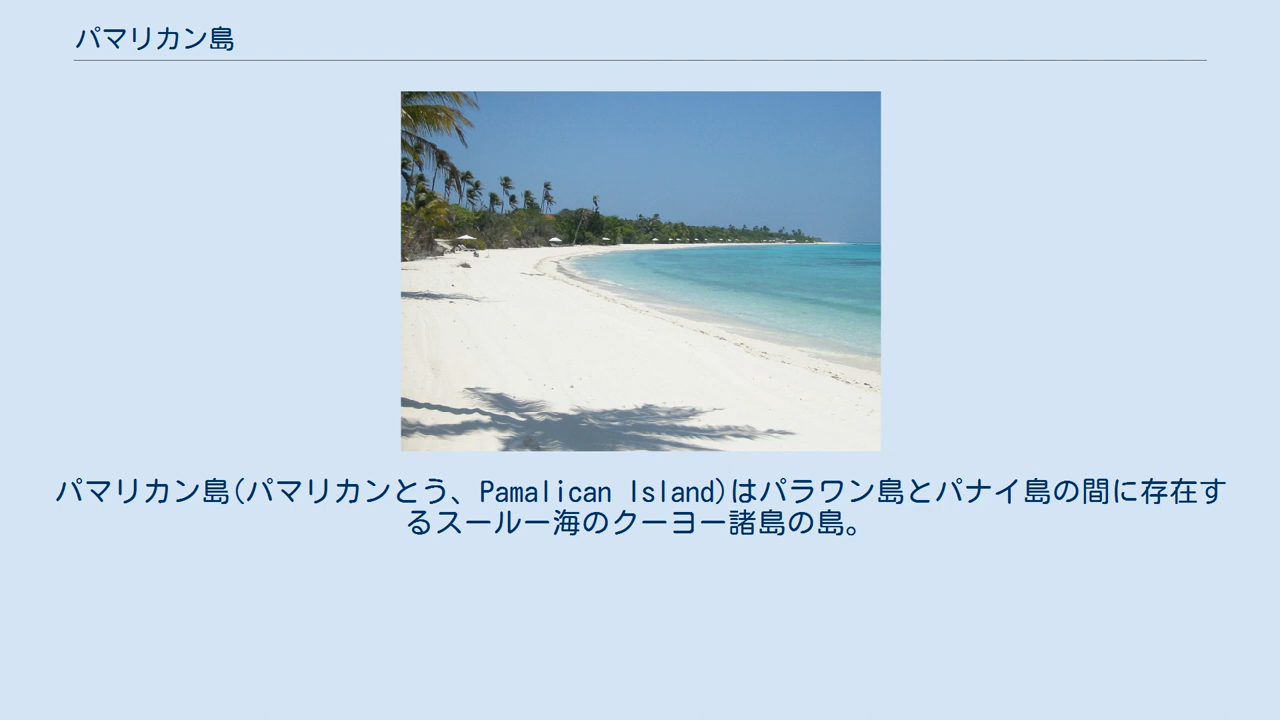 パマリカン島
パマリカン島(パマリカンとう、Pamalican Island)はパラワン島とパナイ島の間に存在す
るスールー海のクーヨー諸島の島。